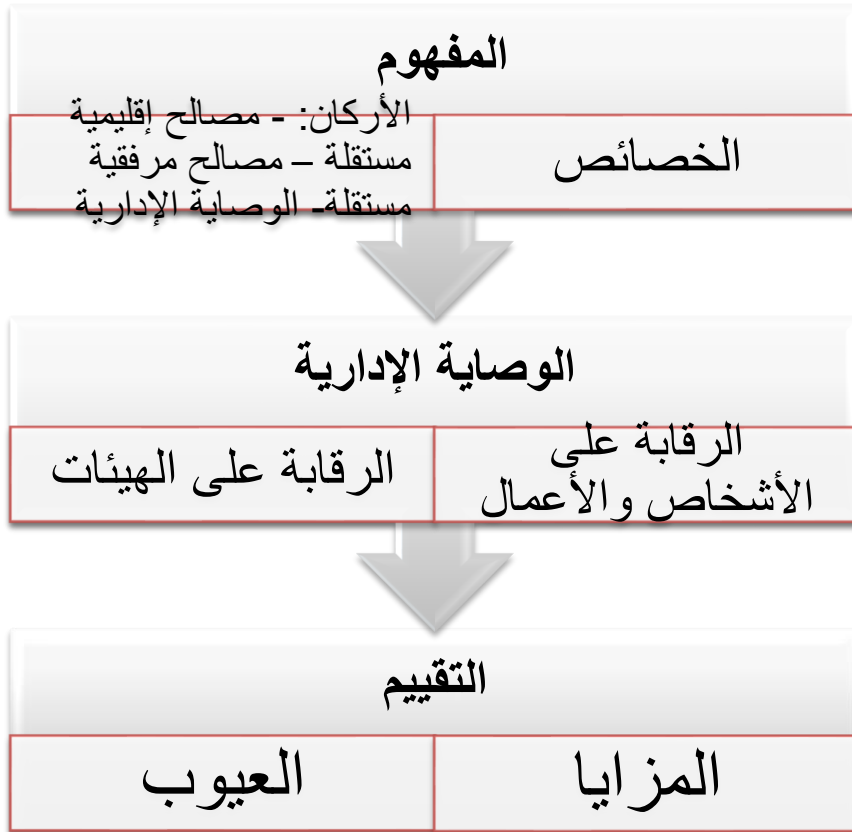 المفهوم
الخصائص
الأركان: - مصالح إقليمية
مستقلة – مصالح مرفقية
مستقلة- الوصاية الإدارية
الوصاية الإدارية
الرقابة على
الأشخاص والأعمال
الرقابة على الهيئات
التقييم
المزايا
العيوب